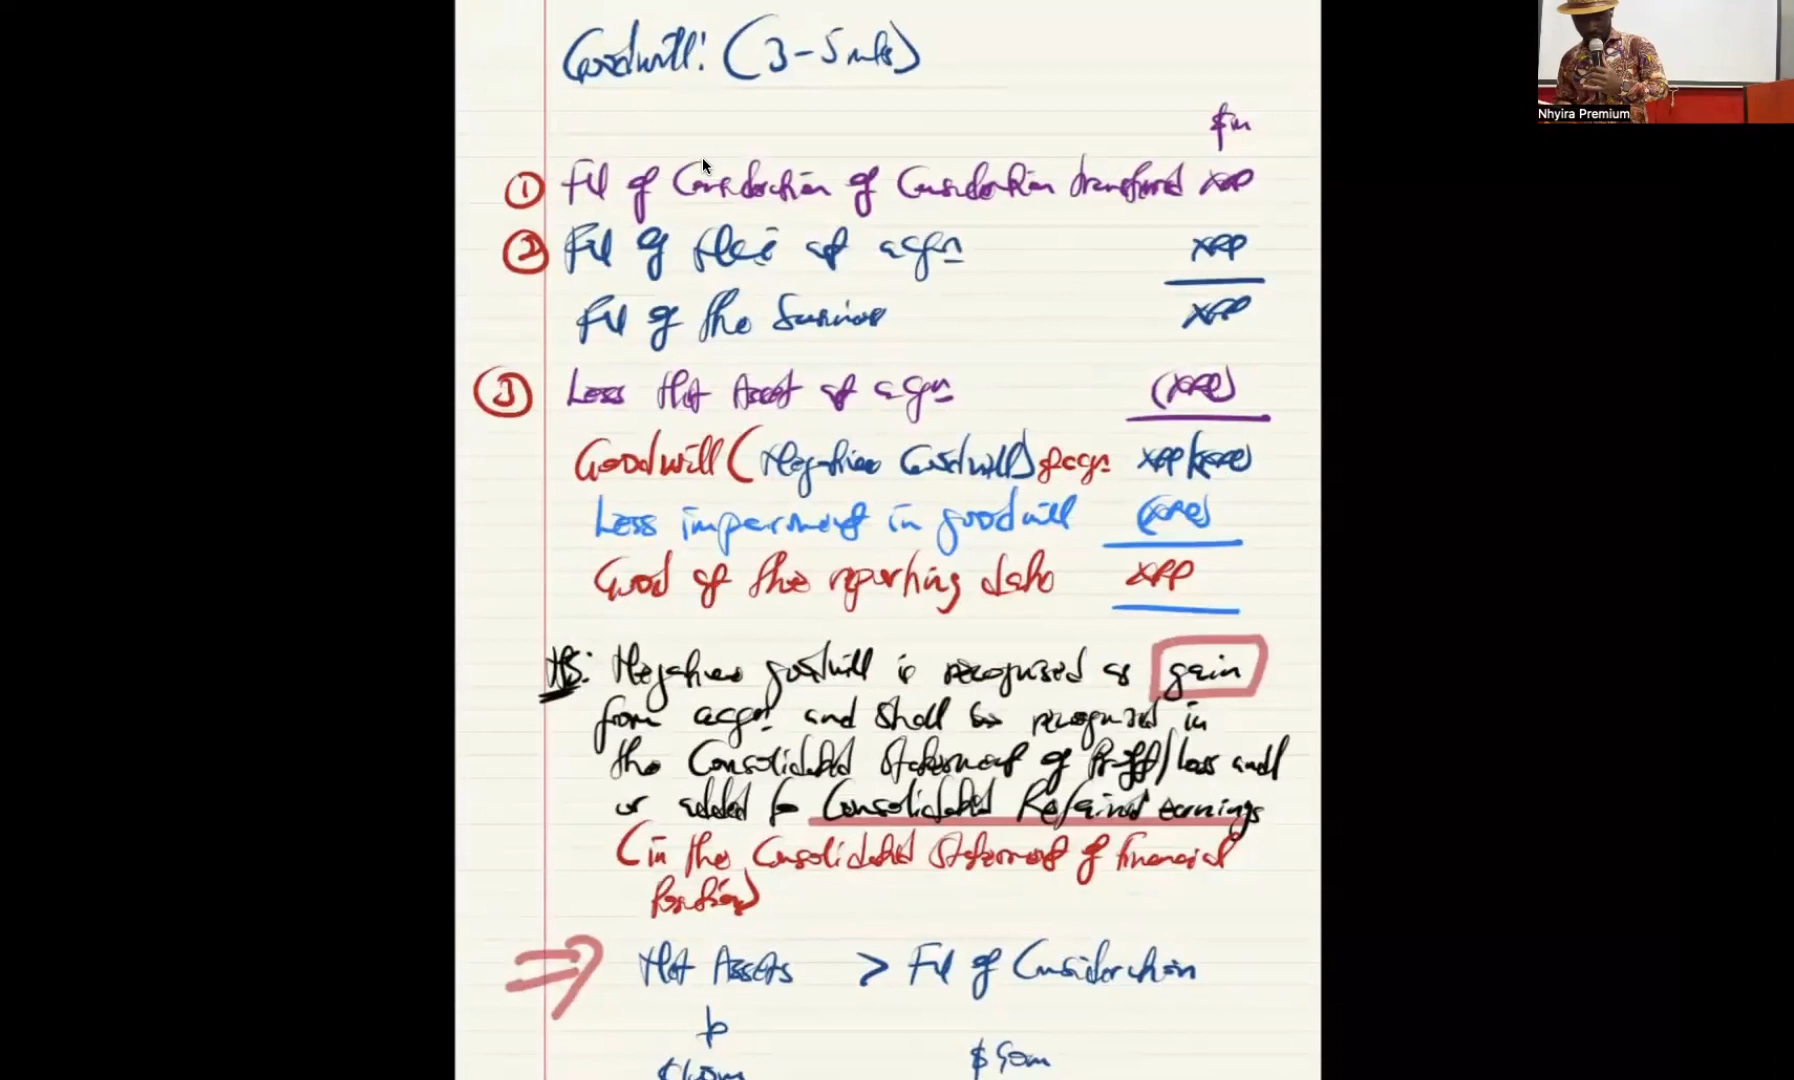 Goodwill: (3-5 mks)
$m
① FV of Consideration of Consideration transferred xxx
② FV of NCI at acqn xxx
FV of the business xxx
③ Less Net Asset at acqn (xxx)
Goodwill (Negative Goodwill) @ acqn xxx/(xxx)
Less impairment in goodwill (xxx)
Good at the reporting date xxx
NB: Negative goodwill is recognised as gain
from acqn. and shall be recognised in
the Consolidated Statement of Profit/loss and
or added to Consolidated Retained earnings
(in the Consolidated Statement of financial
Position)
Net Assets > FV of Consideration
$90m
Nhyira Premium